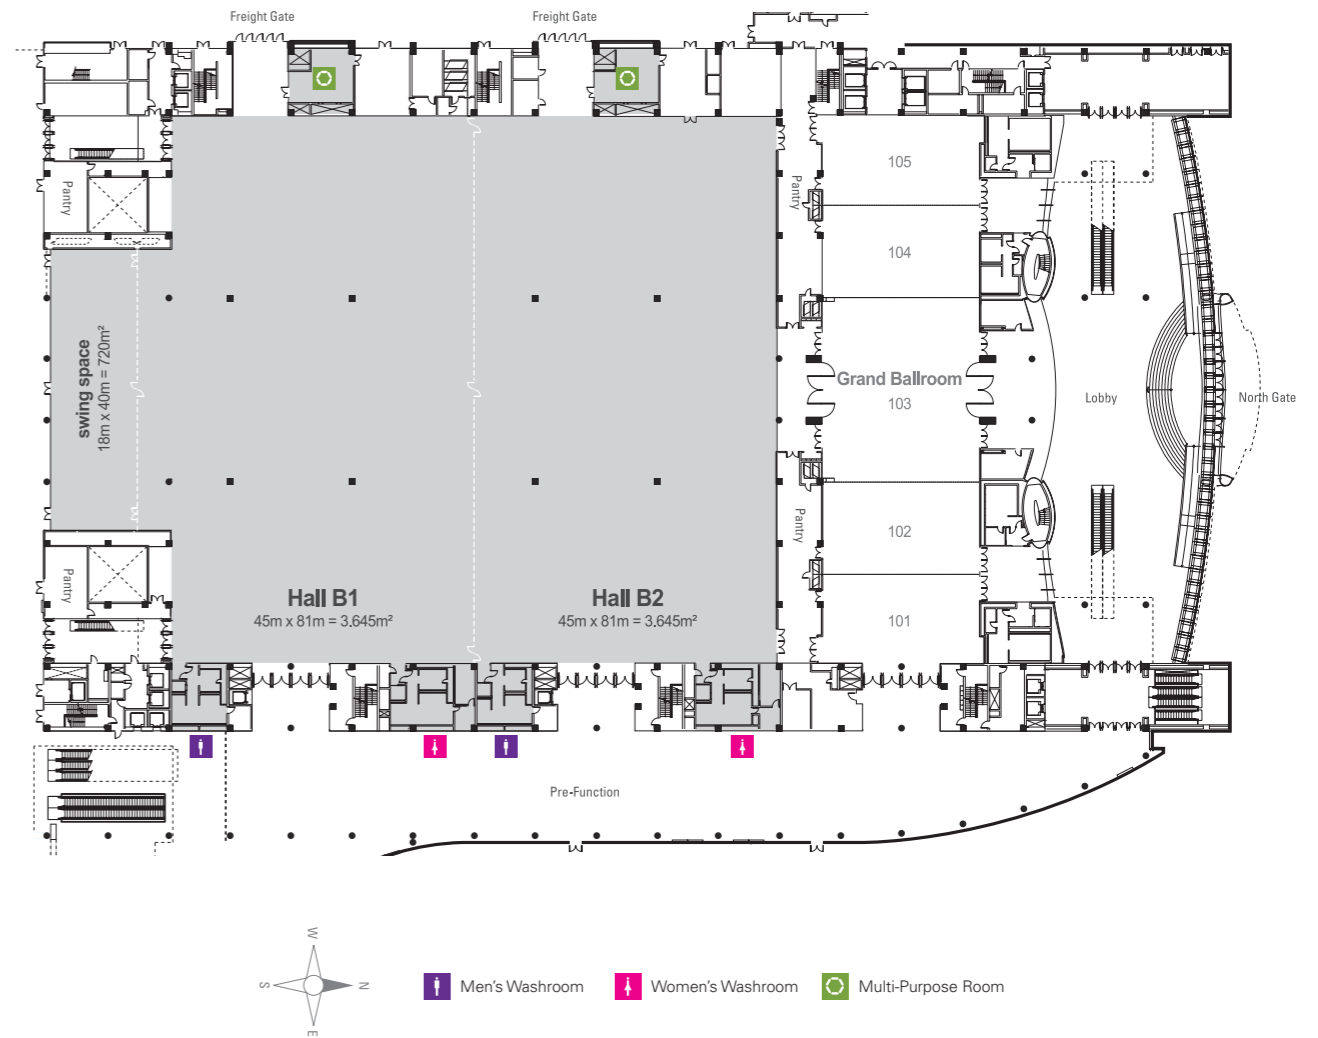 Freight Gate
Freight Gate
105
Pantry
Pantry
104
swing space
18m x 40m = 720m²
Grand Ballroom
103
Lobby
North Gate
Pantry
102
Pantry
Hall B1
45m x 81m = 3,645m²
Hall B2
45m x 81m = 3,645m²
101
Pre-Function
W
S
N
E
Men's Washroom
Women's Washroom
Multi-Purpose Room